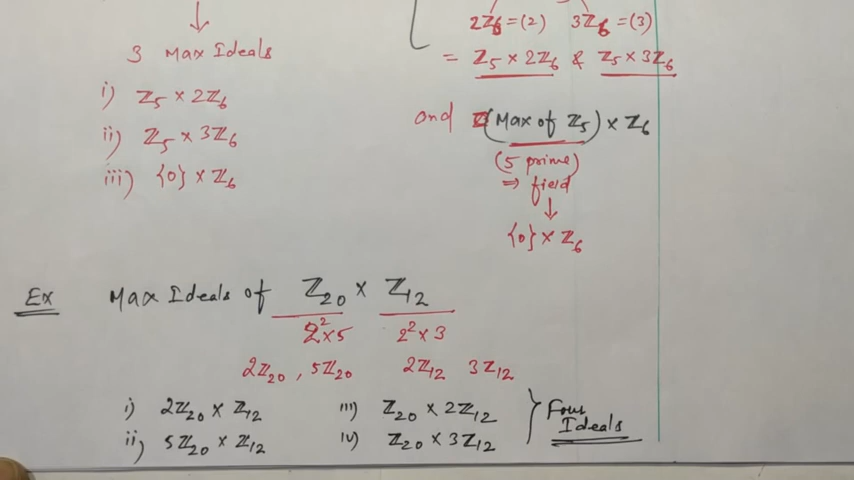 3 Max Ideals
i) Z₅ × 2Z₆
ii) Z₅ × 3Z₆
iii) {0} × Z₆
2Z₆ = (2) 3Z₆ = (3)
= Z₅ × 2Z₆ & Z₅ × 3Z₆
and (Max of Z₅) × Z₆
(5 prime)
⇒ field
↓
{0} × Z₆
Ex Max Ideals of Z₂₀ × Z₁₂
2² × 5 2² × 3
2Z₂₀ , 5Z₂₀ 2Z₁₂ 3Z₁₂
i) 2Z₂₀ × Z₁₂ iii) Z₂₀ × 2Z₁₂
ii) 5Z₂₀ × Z₁₂ iv) Z₂₀ × 3Z₁₂
Four
Ideals